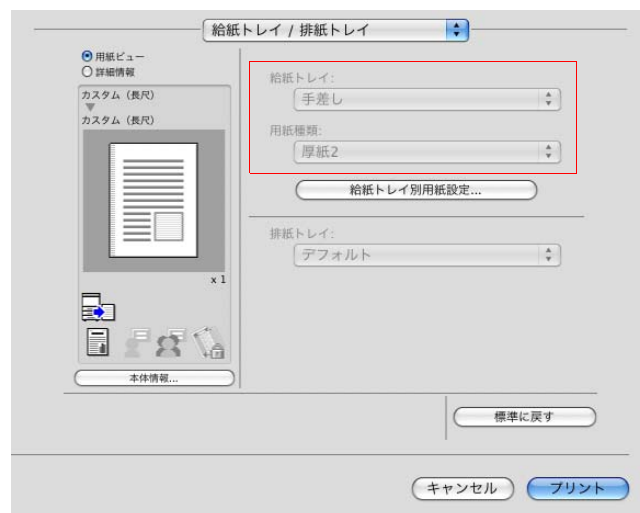 給紙トレイ / 排紙トレイ
用紙ビュー
詳細情報
カスタム（長尺）
カスタム（長尺）
x 1
本体情報...
給紙トレイ:
手差し
用紙種類:
厚紙2
給紙トレイ別用紙設定...
排紙トレイ:
デフォルト
標準に戻す
キャンセル
プリント